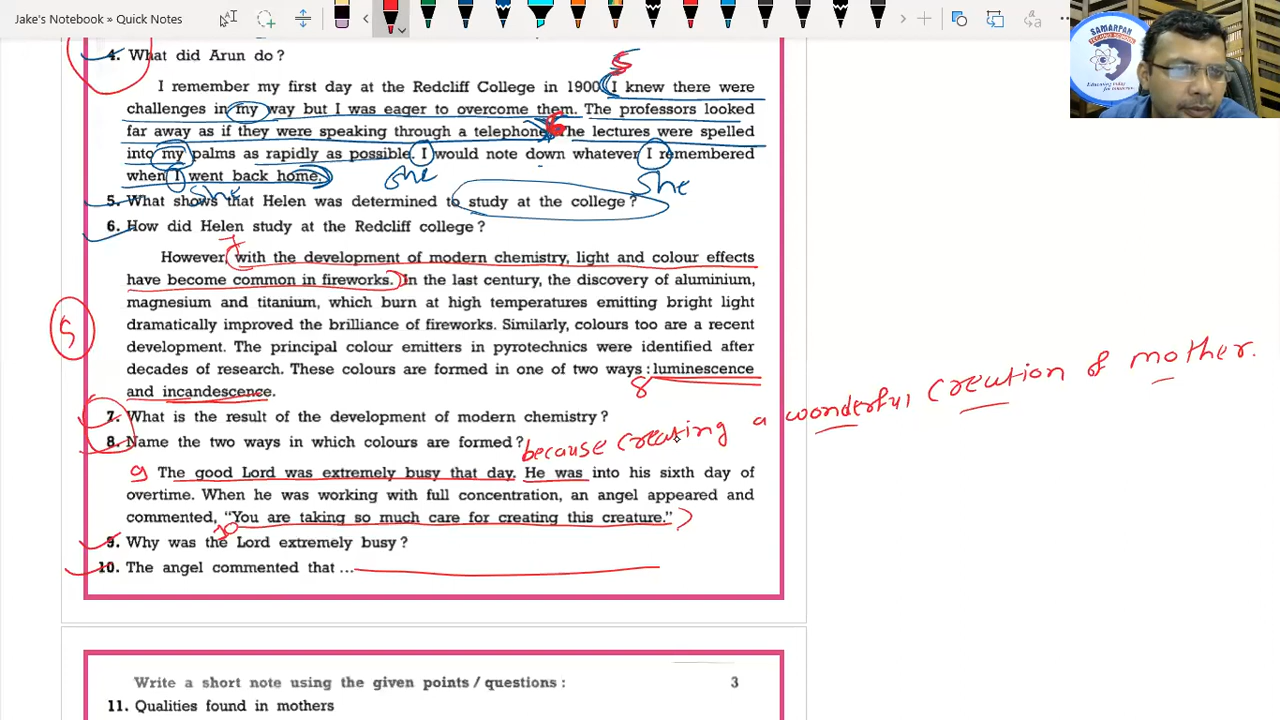 Jake's Notebook » Quick Notes
SAMARPAN
4. What did Arun do ?
I remember my first day at the Redcliff College in 1900. I knew there were
5
challenges in my way but I was eager to overcome them. The professors looked
far away as if they were speaking through a telephone. The lectures were spelled
6
into my palms as rapidly as possible. I would note down whatever I remembered
when I went back home.
she
she
she
5. What shows that Helen was determined to study at the college ?
6. How did Helen study at the Redcliff college ?
7
However, with the development of modern chemistry, light and colour effects
have become common in fireworks. In the last century, the discovery of aluminium,
magnesium and titanium, which burn at high temperatures emitting bright light
5
dramatically improved the brilliance of fireworks. Similarly, colours too are a recent
development. The principal colour emitters in pyrotechnics were identified after
decades of research. These colours are formed in one of two ways : luminescence
8
and incandescence.
7. What is the result of the development of modern chemistry ?
8. Name the two ways in which colours are formed ?
because creating a wonderful creation of mother.
9 The good Lord was extremely busy that day. He was into his sixth day of
overtime. When he was working with full concentration, an angel appeared and
commented, “You are taking so much care for creating this creature.”
10
9. Why was the Lord extremely busy ?
10. The angel commented that ...
Write a short note using the given points / questions : 3
11. Qualities found in mothers